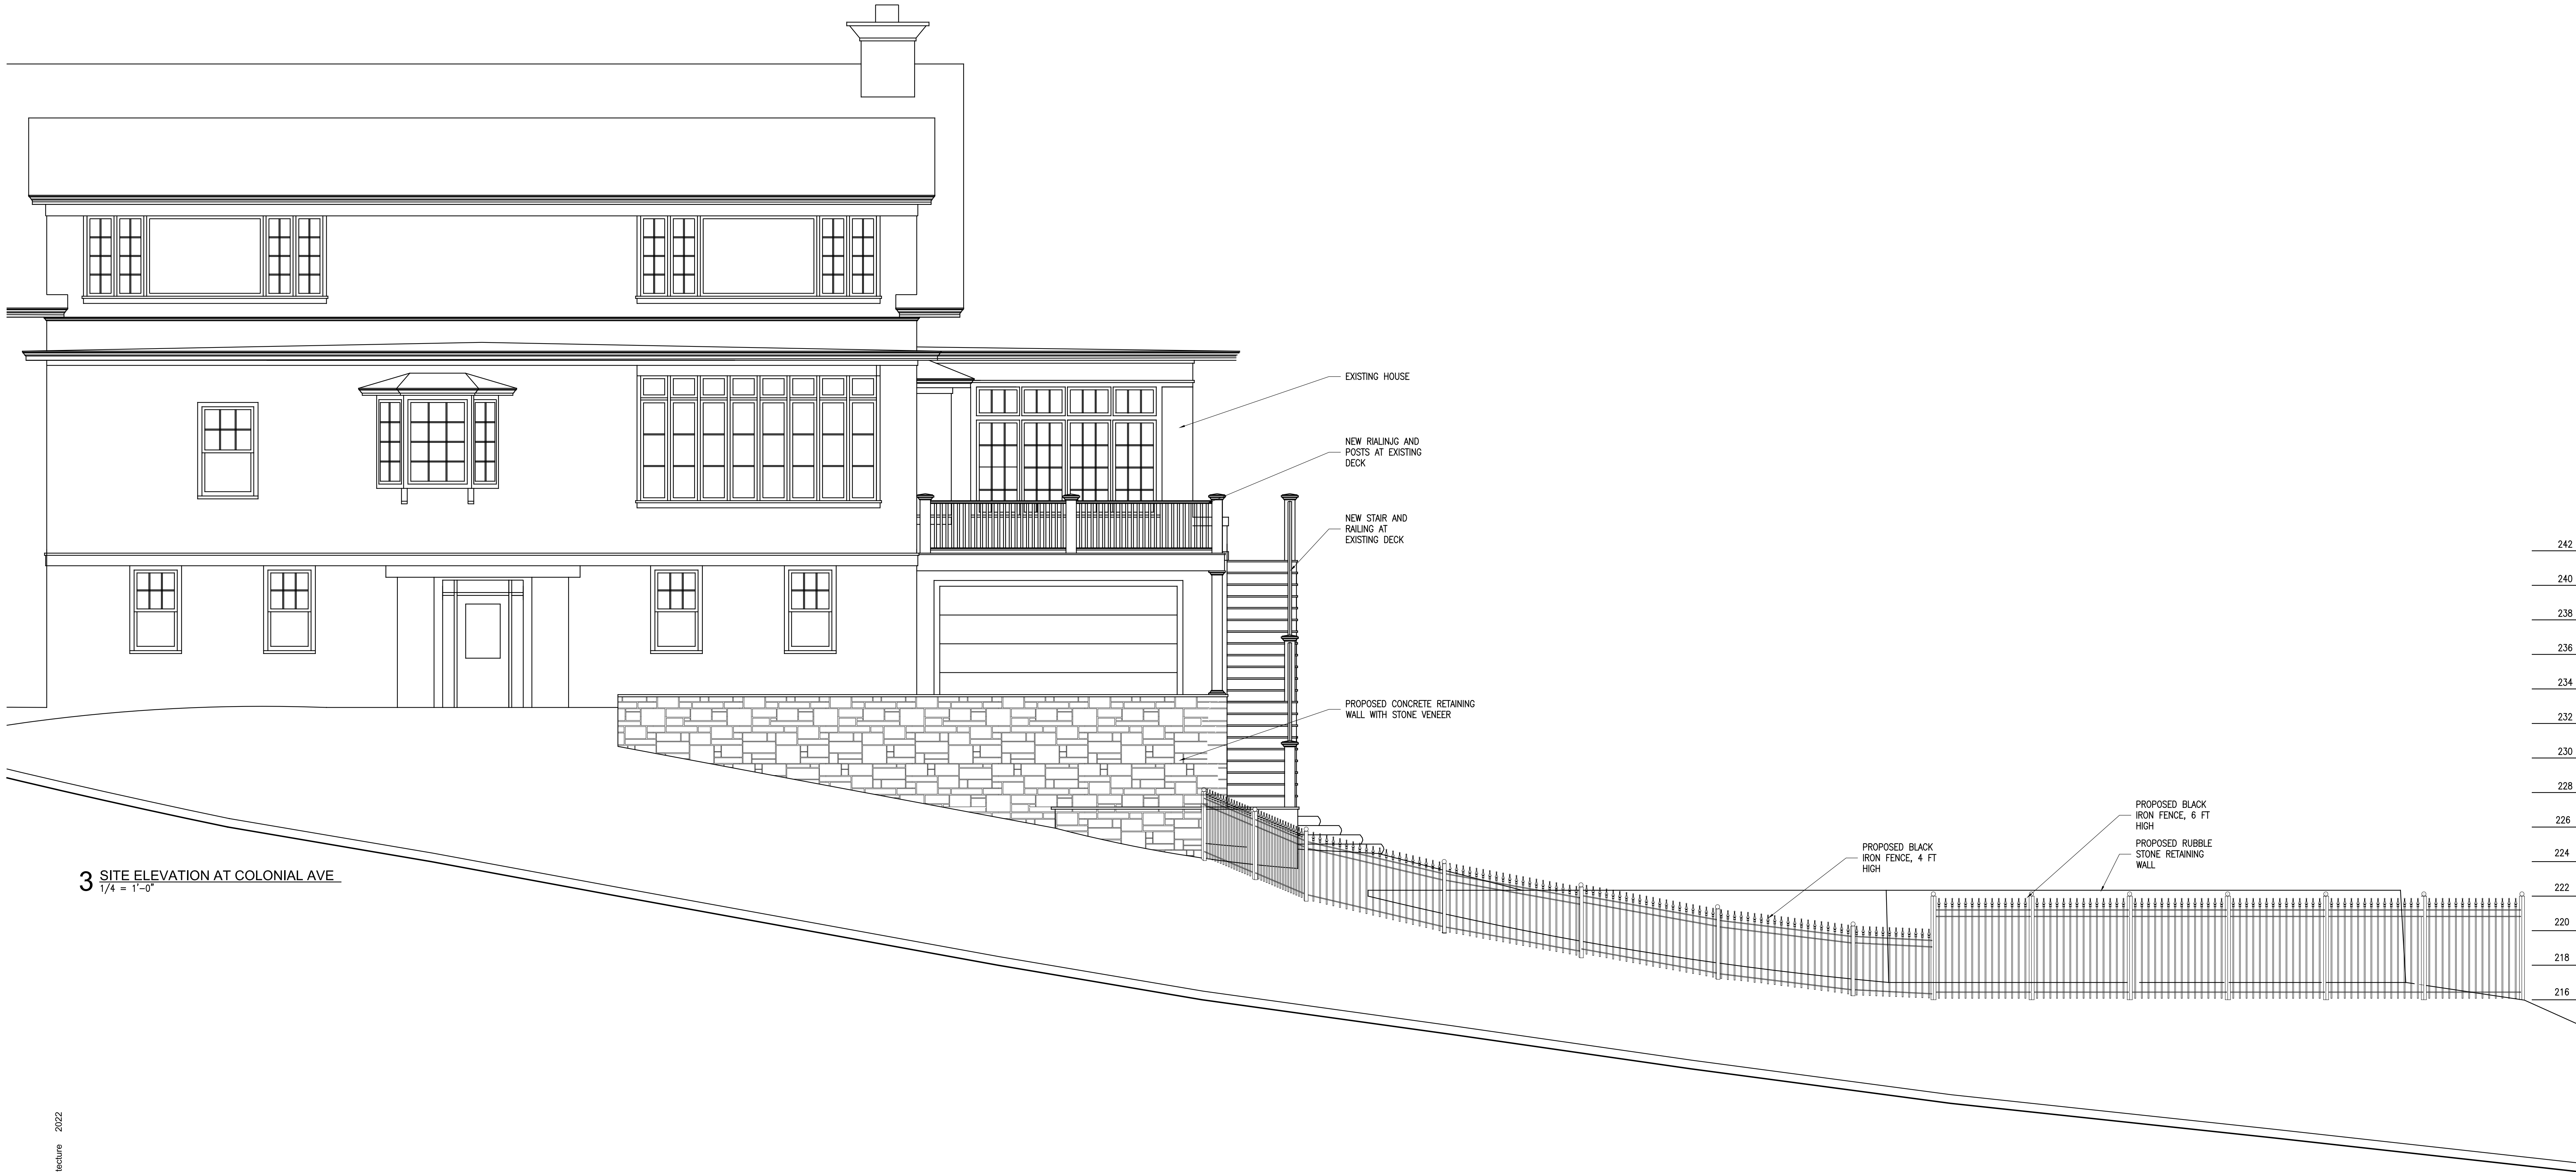 EXISTING HOUSE
NEW RIALINJG AND
POSTS AT EXISTING
DECK
NEW STAIR AND
RAILING AT
EXISTING DECK
PROPOSED CONCRETE RETAINING
WALL WITH STONE VENEER
PROPOSED BLACK
IRON FENCE, 4 FT
HIGH
PROPOSED BLACK
IRON FENCE, 6 FT
HIGH
PROPOSED RUBBLE
STONE RETAINING
WALL
242
240
238
236
234
232
230
228
226
224
222
220
218
216
3 SITE ELEVATION AT COLONIAL AVE
1/4 = 1'-0"
tecture 2022